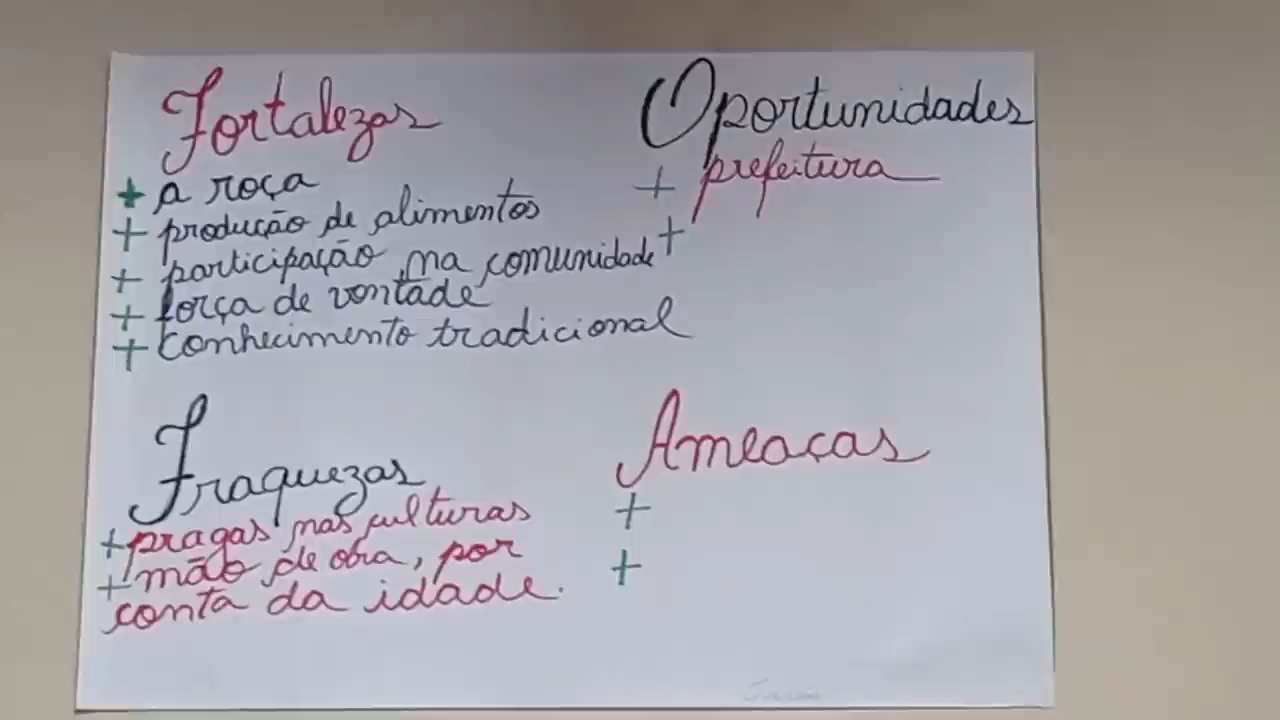 Fortalezas
+ a roça
+ produção de alimentos
+ participação na comunidade
+ força de vontade
+ conhecimento tradicional
Oportunidades
+ prefeitura
+
Fraquezas
+ pragas nas culturas
+ mão de obra, por
conta da idade.
Ameaças
+
+